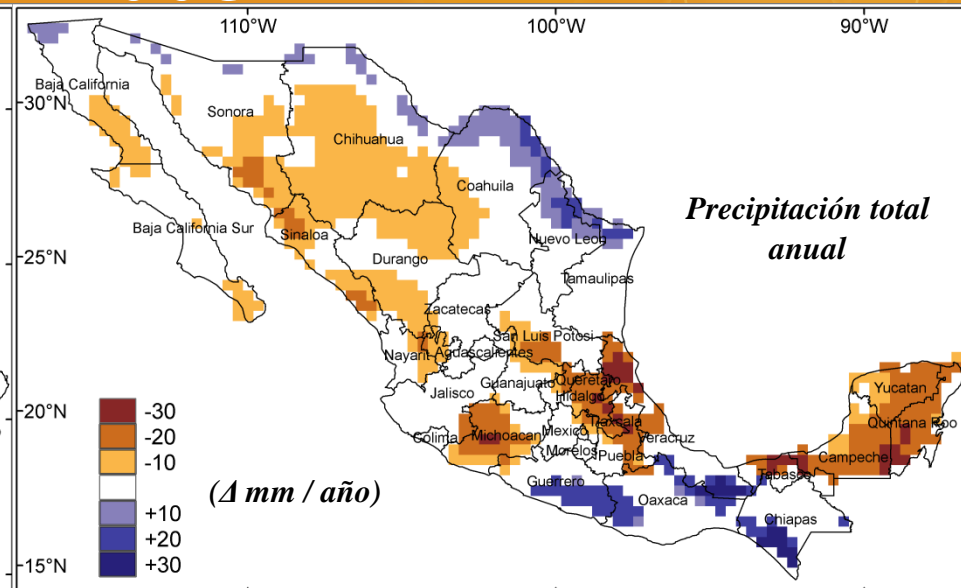 110°W
100°W
90°W
Baja California
30°N
Sonora
Chihuahua
Coahuila
Precipitación total
anual
Baja California Sur
Sinaloa
Nuevo Leon
25°N
Durango
Tamaulipas
Zacatecas
San Luis Potosi
Nayarit
Aguascalientes
Guanajuato
Queretaro
Yucatan
Jalisco
Hidalgo
20°N
Quintana Roo
Tlaxcala
Colima
Michoacan
Mexico
Veracruz
Morelos
Puebla
Campeche
Tabasco
Guerrero
Oaxaca
Chiapas
-30
-20
-10
(Δ mm / año)
+10
+20
+30
15°N